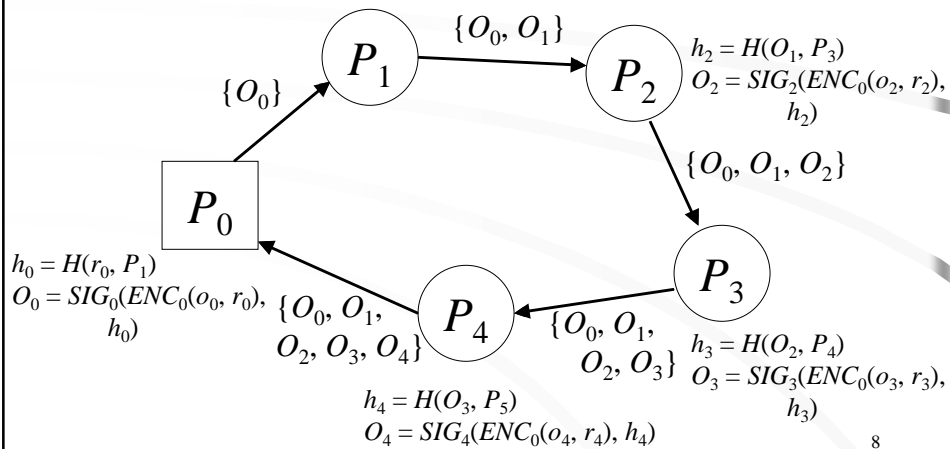 {O₀, O₁}
P₁
P₂
h₂ = H(O₁, P₃)
O₂ = SIG₂(ENC₀(o₂, r₂),
h₂)
{O₀}
{O₀, O₁, O₂}
P₀
h₀ = H(r₀, P₁)
O₀ = SIG₀(ENC₀(o₀, r₀),
h₀)
{O₀, O₁,
O₂, O₃, O₄}
P₄
{O₀, O₁,
O₂, O₃}
P₃
h₃ = H(O₂, P₄)
O₃ = SIG₃(ENC₀(o₃, r₃),
h₃)
h₄ = H(O₃, P₅)
O₄ = SIG₄(ENC₀(o₄, r₄), h₄)
8